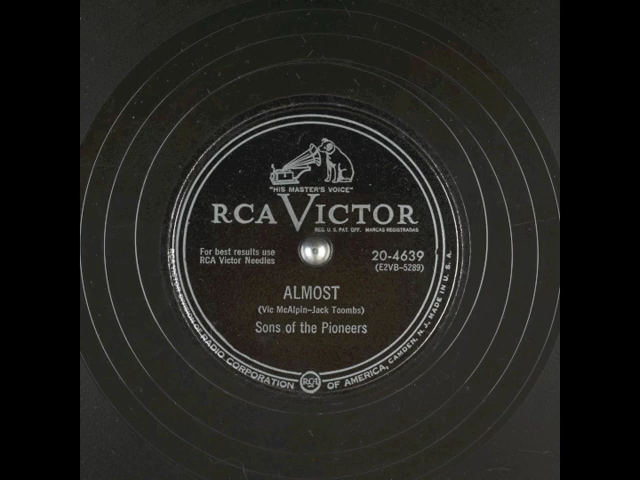 "HIS MASTER'S VOICE"
RCA VICTOR
REG. U. S. PAT. OFF. MARCAS REGISTRADAS
For best results use
RCA Victor Needles
20-4639
(E2VB-5289)
ALMOST
(Vic McAlpin-Jack Toombs)
Sons of the Pioneers
RCA VICTOR DIVISION OF RADIO CORPORATION RCA OF AMERICA, CAMDEN, N. J. MADE IN U. S. A.